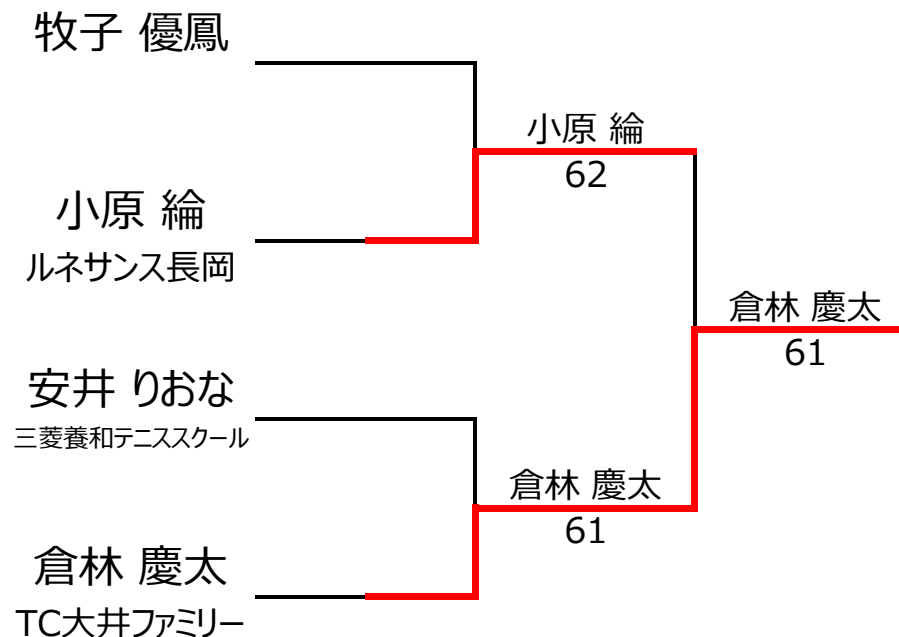 牧子 優鳳
小原 綸
ルネサンス長岡
安井 りおな
三菱養和テニススクール
倉林 慶太
TC大井ファミリー
小原 綸
62
倉林 慶太
61
倉林 慶太
61